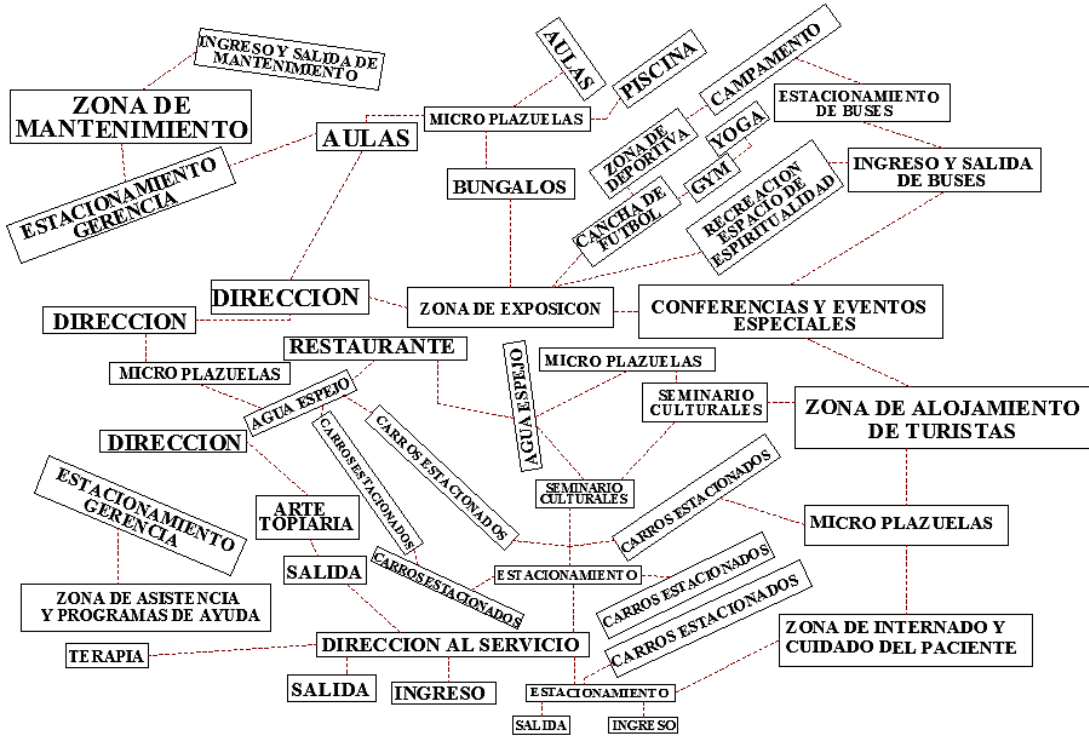 INGRESO Y SALIDA DE
MANTENIMIENTO
AULAS
PISCINA
CAMPAMENTO
ZONA DE
MANTENIMIENTO
MICRO PLAZUELAS
ESTACIONAMIENTO
DE BUSES
AULAS
ZONA DE
DEPORTIVA
YOGA
ESTACIONAMIENTO
GERENCIA
BUNGALOS
GYM
INGRESO Y SALIDA
DE BUSES
CANCHA DE
FUTBOL
RECREACION
ESPACIO DE
ESPIRITUALIDAD
DIRECCION
ZONA DE EXPOSICON
CONFERENCIAS Y EVENTOS
ESPECIALES
DIRECCION
RESTAURANTE
MICRO PLAZUELAS
MICRO PLAZUELAS
AGUA ESPEJO
AGUA ESPEJO
SEMINARIO
CULTURALES
ZONA DE ALOJAMIENTO
DE TURISTAS
DIRECCION
CARROS ESTACIONADOS
CARROS ESTACIONADOS
ESTACIONAMIENTO
GERENCIA
SEMINARIO
CULTURALES
CARROS ESTACIONADOS
ARTE
TOPIARIA
MICRO PLAZUELAS
SALIDA
CARROS ESTACIONADOS
ESTACIONAMIENTO
CARROS ESTACIONADOS
ZONA DE ASISTENCIA
Y PROGRAMAS DE AYUDA
CARROS ESTACIONADOS
ZONA DE INTERNADO Y
CUIDADO DEL PACIENTE
DIRECCION AL SERVICIO
TERAPIA
SALIDA
INGRESO
ESTACIONAMIENTO
SALIDA
INGRESO